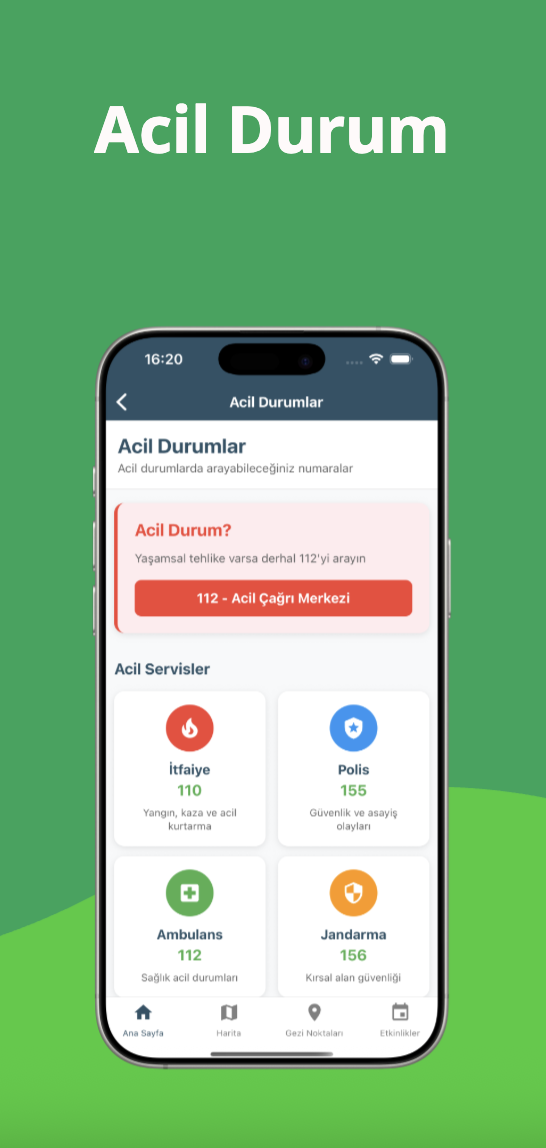 Acil Durum
16:20
Acil Durumlar
Acil Durumlar
Acil durumlarda arayabileceğiniz numaralar
Acil Durum?
Yaşamsal tehlike varsa derhal 112'yi arayın
112 - Acil Çağrı Merkezi
Acil Servisler
İtfaiye
110
Yangın, kaza ve acil
kurtarma
Polis
155
Güvenlik ve asayiş
olayları
Ambulans
112
Sağlık acil durumları
Jandarma
156
Kırsal alan güvenliği
Ana Sayfa
Harita
Gezi Noktaları
Etkinlikler